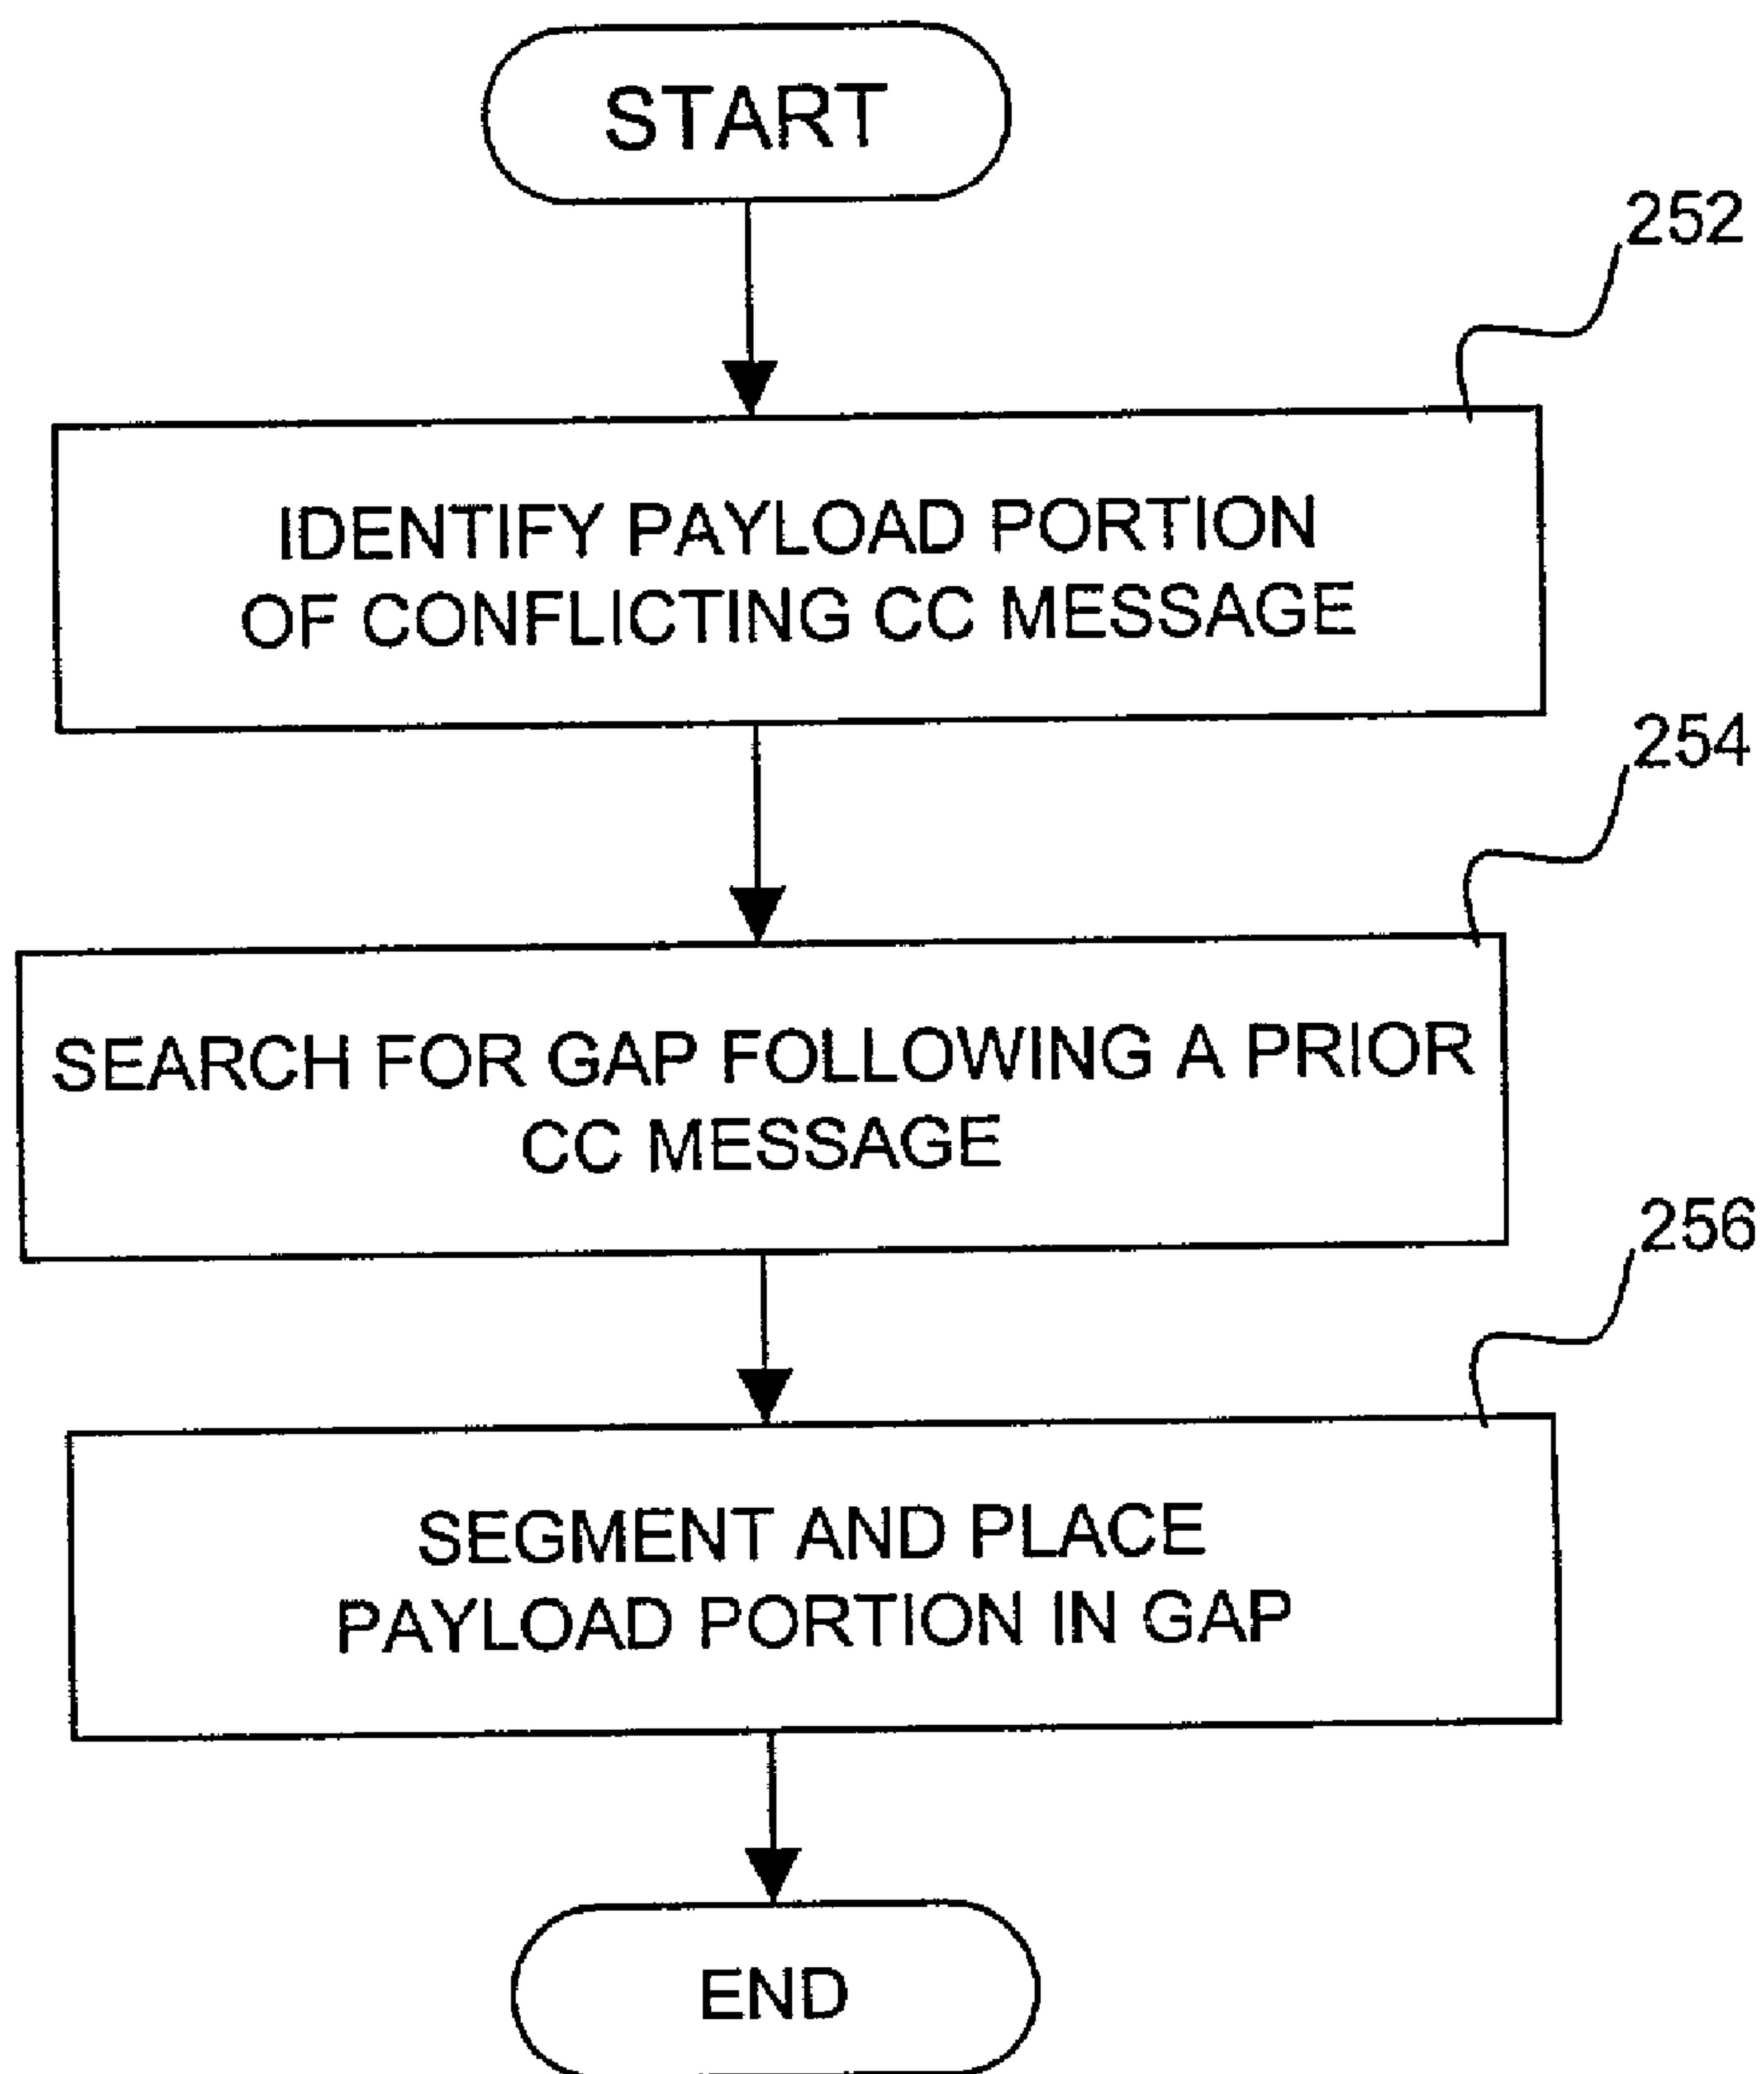 START
252
IDENTIFY PAYLOAD PORTION
OF CONFLICTING CC MESSAGE
254
SEARCH FOR GAP FOLLOWING A PRIOR
CC MESSAGE
256
SEGMENT AND PLACE
PAYLOAD PORTION IN GAP
END